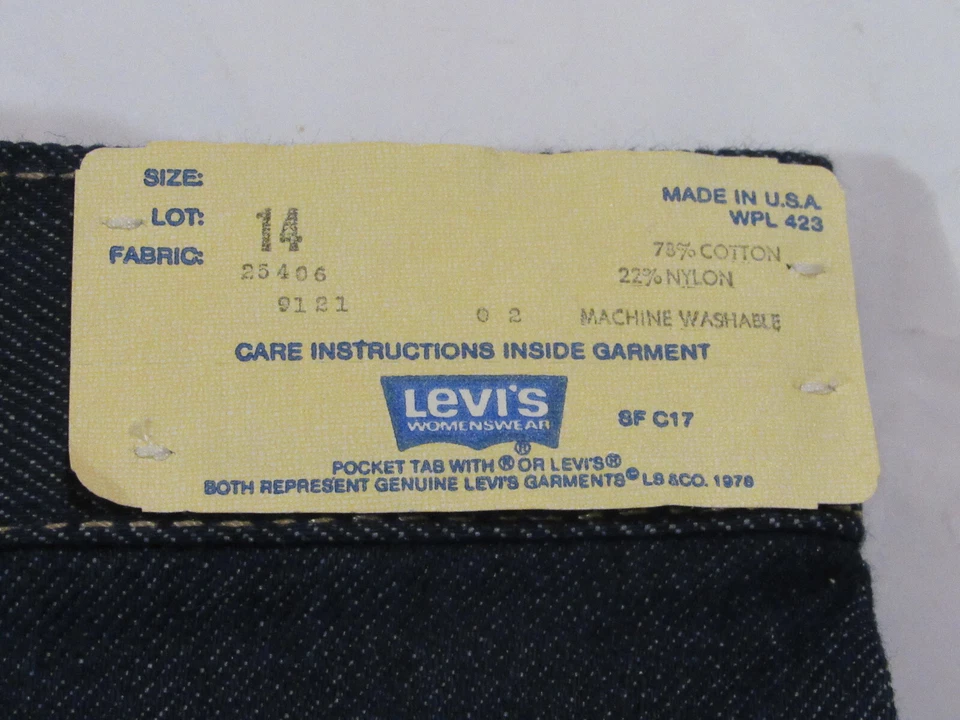 SIZE: 14
LOT: 25406
FABRIC: 9121
0 2
MADE IN U.S.A.
WPL 423
78% COTTON
22% NYLON
MACHINE WASHABLE
CARE INSTRUCTIONS INSIDE GARMENT
LEVI'S
WOMENSWEAR
®
SF C17
POCKET TAB WITH ® OR LEVI'S®
BOTH REPRESENT GENUINE LEVI'S GARMENTS © LS &CO. 1978